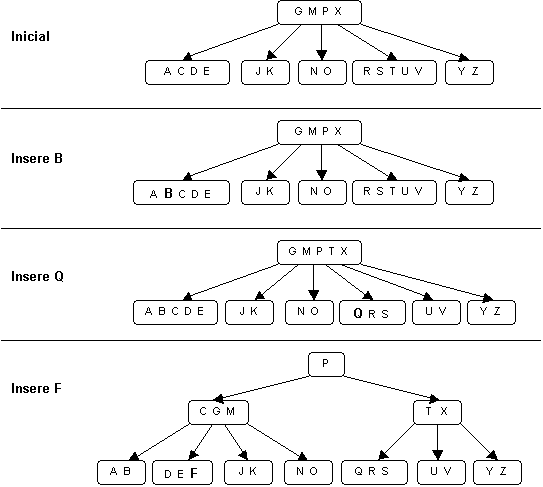 G M P X
Inicial
A C D E J K N O R S T U V Y Z
G M P X
Insere B
A B C D E J K N O R S T U V Y Z
G M P T X
Insere Q
A B C D E J K N O Q R S U V Y Z
P
Insere F
C G M T X
A B D E F J K N O Q R S U V Y Z